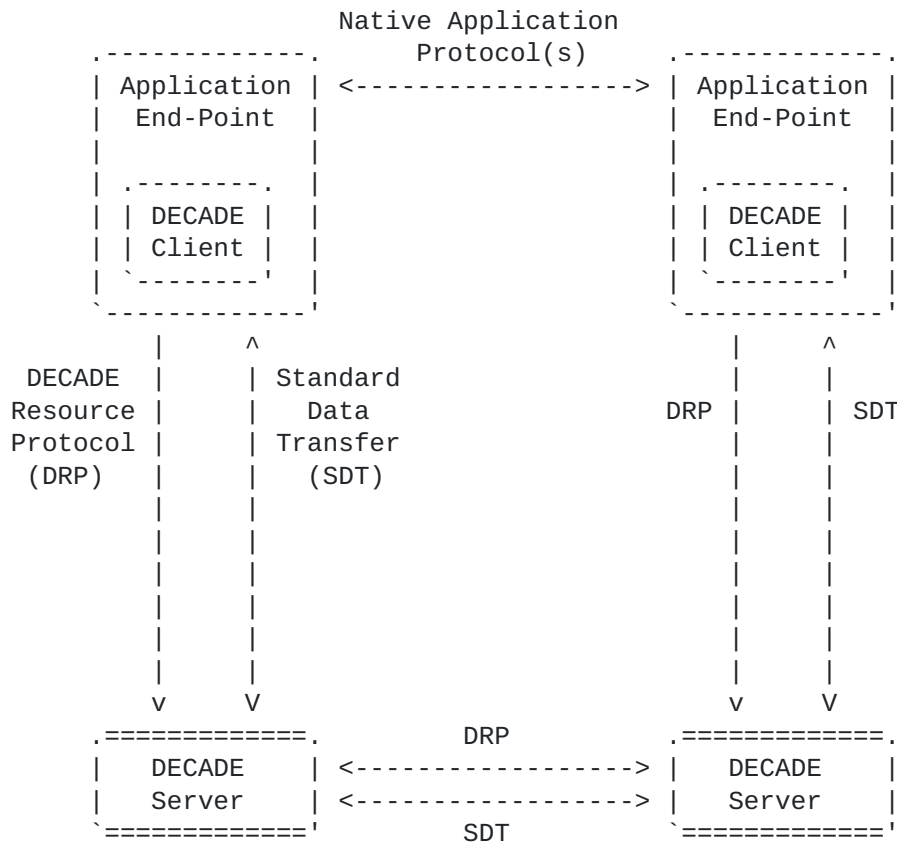 Native Application
Protocol(s)
Application
End-Point
DECADE
Client
Application
End-Point
DECADE
Client
DECADE
Resource
Protocol
(DRP)
Standard
Data
Transfer
(SDT)
DRP
SDT
DECADE
Server
DRP
SDT
DECADE
Server